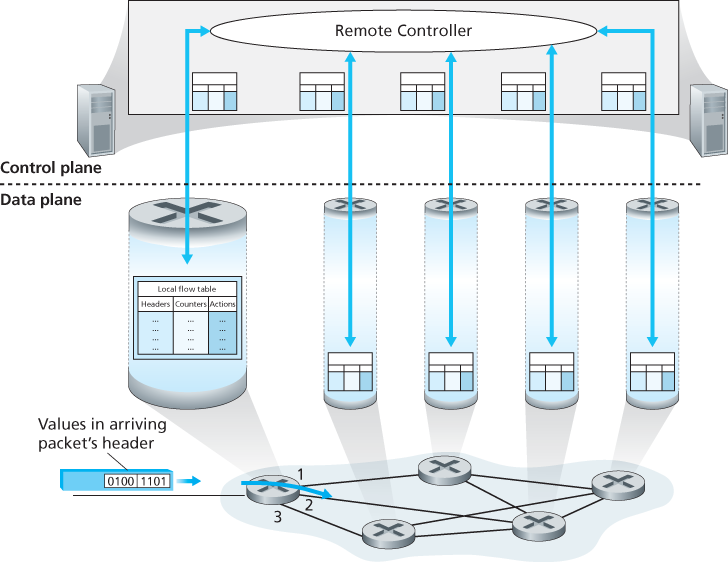 Remote Controller
Control plane
Data plane
Local flow table
Headers Counters Actions
... ... ...
... ... ...
... ... ...
... ... ...
Values in arriving
packet's header
0100 1101
1
2
3